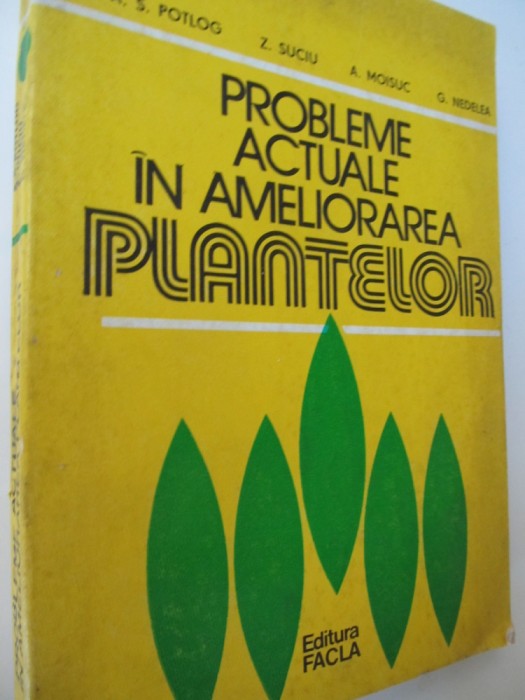 S. POTLOG Z. SUCIU A. MOISUC G. NEDELEA
PROBLEME
ACTUALE
ÎN AMELIORAREA
PLANTELOR
Editura
FACLA